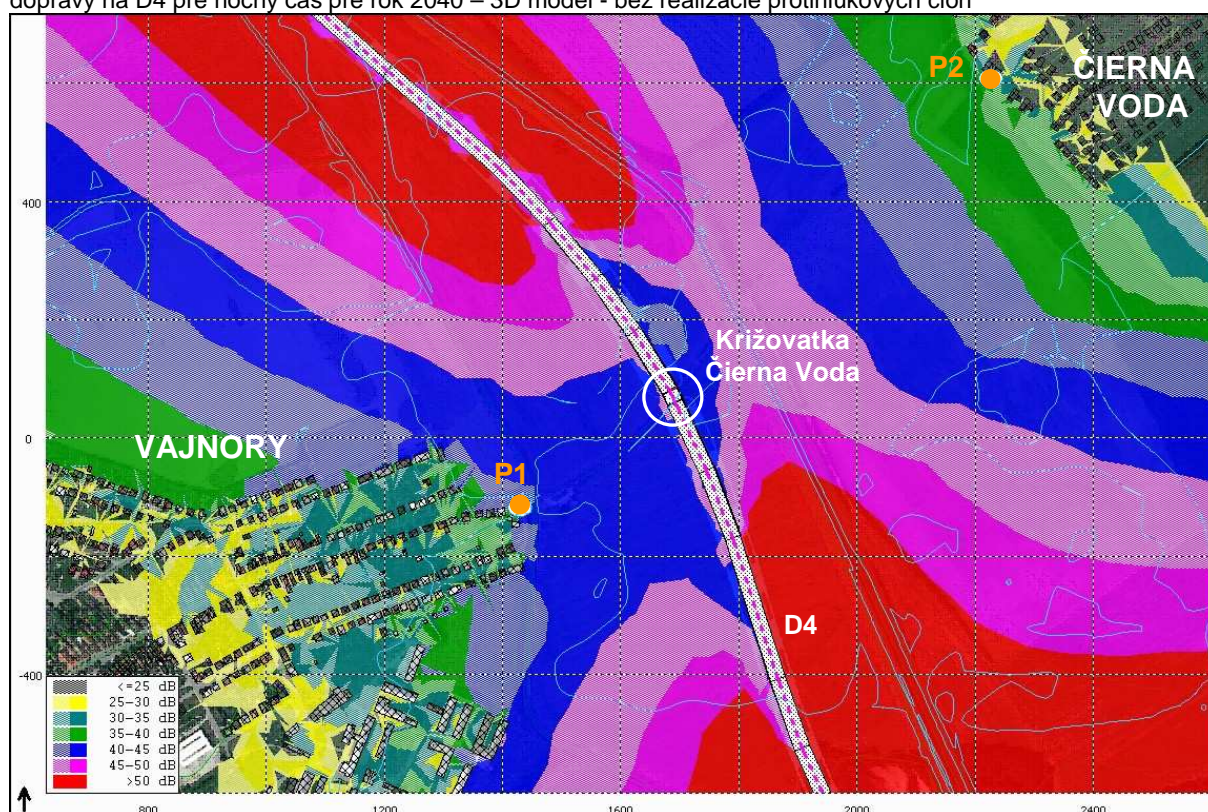 dopravy na D4 pre nočný čas pre rok 2040 – 3D model - bez realizácie protihlukových clôn
P2
ČIERNA
VODA
400
Križovatka
Čierna Voda
0
VAJNORY
P1
D4
-400
<=25 dB
25-30 dB
30-35 dB
35-40 dB
40-45 dB
45-50 dB
>50 dB
800
1200
1600
2000
2400